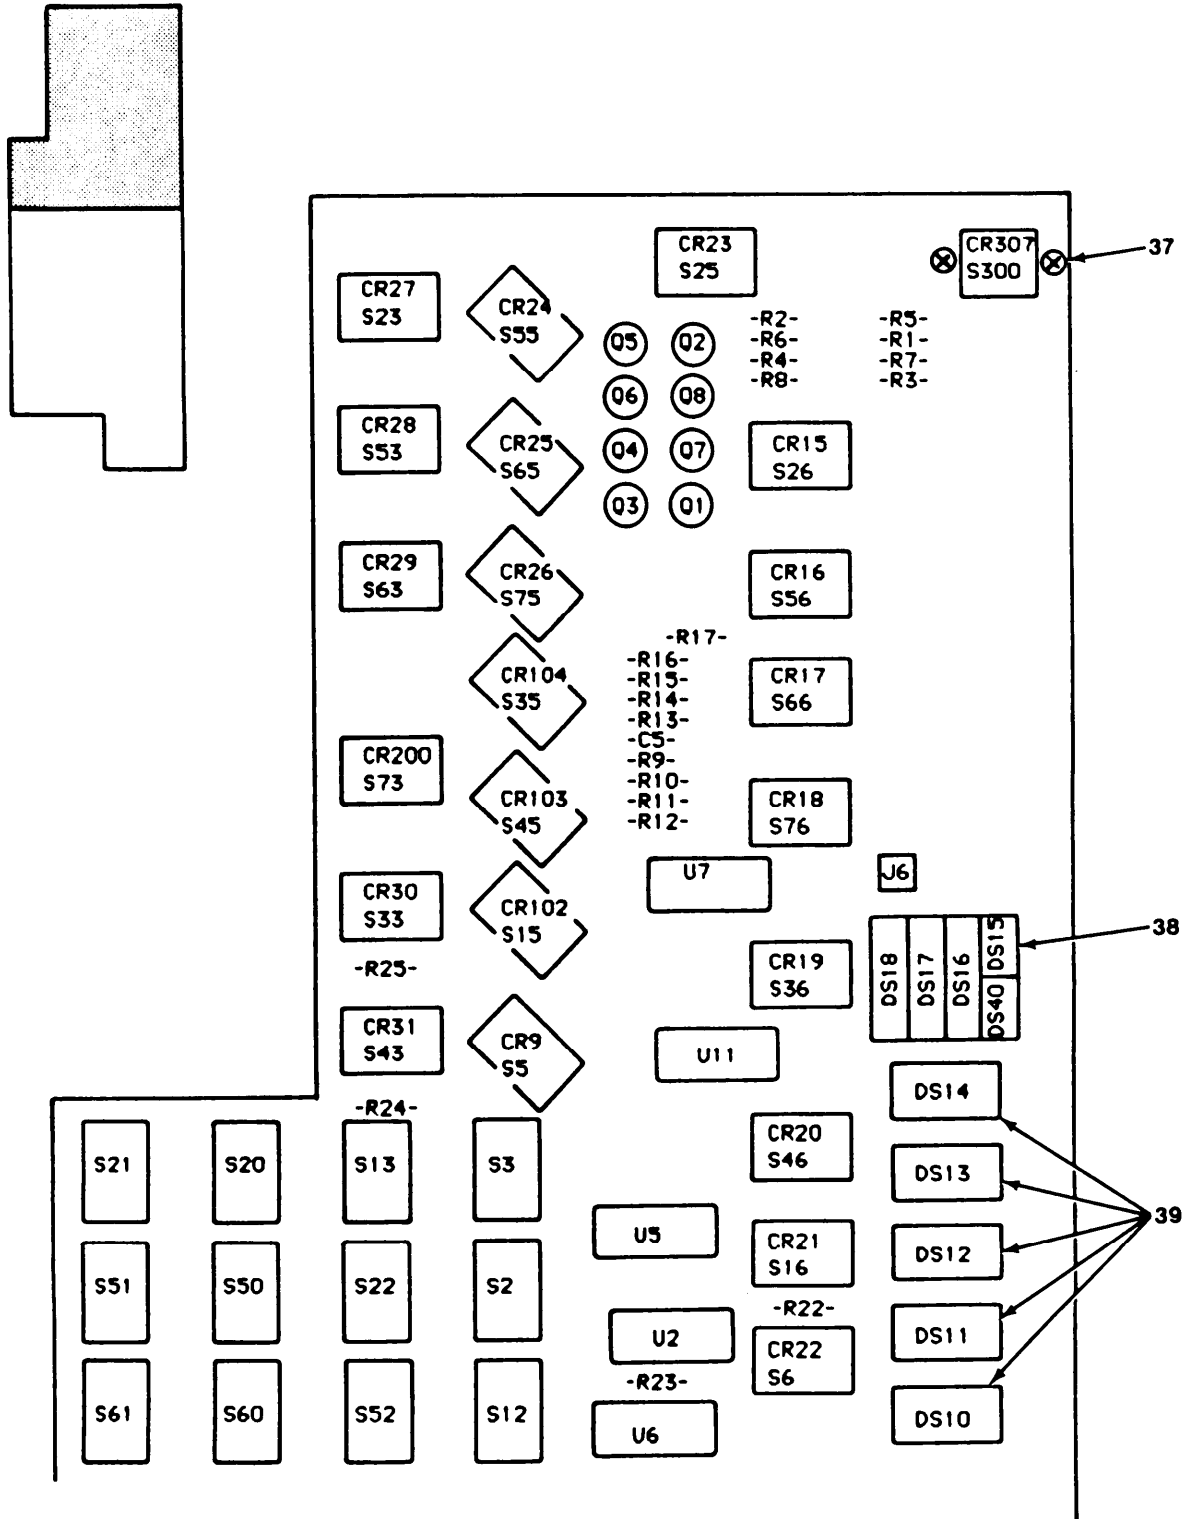 CR23
S25
CR307
S300
37
CR27
S23
CR24
S55
Q5
Q2
-R2-
-R6-
-R4-
-R8-
-R5-
-R1-
-R7-
-R3-
Q6
Q8
CR28
S53
CR25
S65
Q4
Q7
CR15
S26
Q3
Q1
CR29
S63
CR26
S75
CR16
S56
-R17-
-R16-
-R15-
-R14-
-R13-
-C5-
-R9-
-R10-
-R11-
-R12-
CR104
S35
CR17
S66
CR200
S73
CR103
S45
CR18
S76
U7
J6
CR30
S33
CR102
S15
-R25-
CR19
S36
DS18
DS17
DS16
DS15
DS40
38
CR31
S43
CR9
S5
U11
DS14
-R24-
CR20
S46
S21
S20
S13
S3
DS13
39
U5
CR21
S16
DS12
S51
S50
S22
S2
-R22-
U2
DS11
CR22
S6
-R23-
S61
S60
S52
S12
U6
DS10